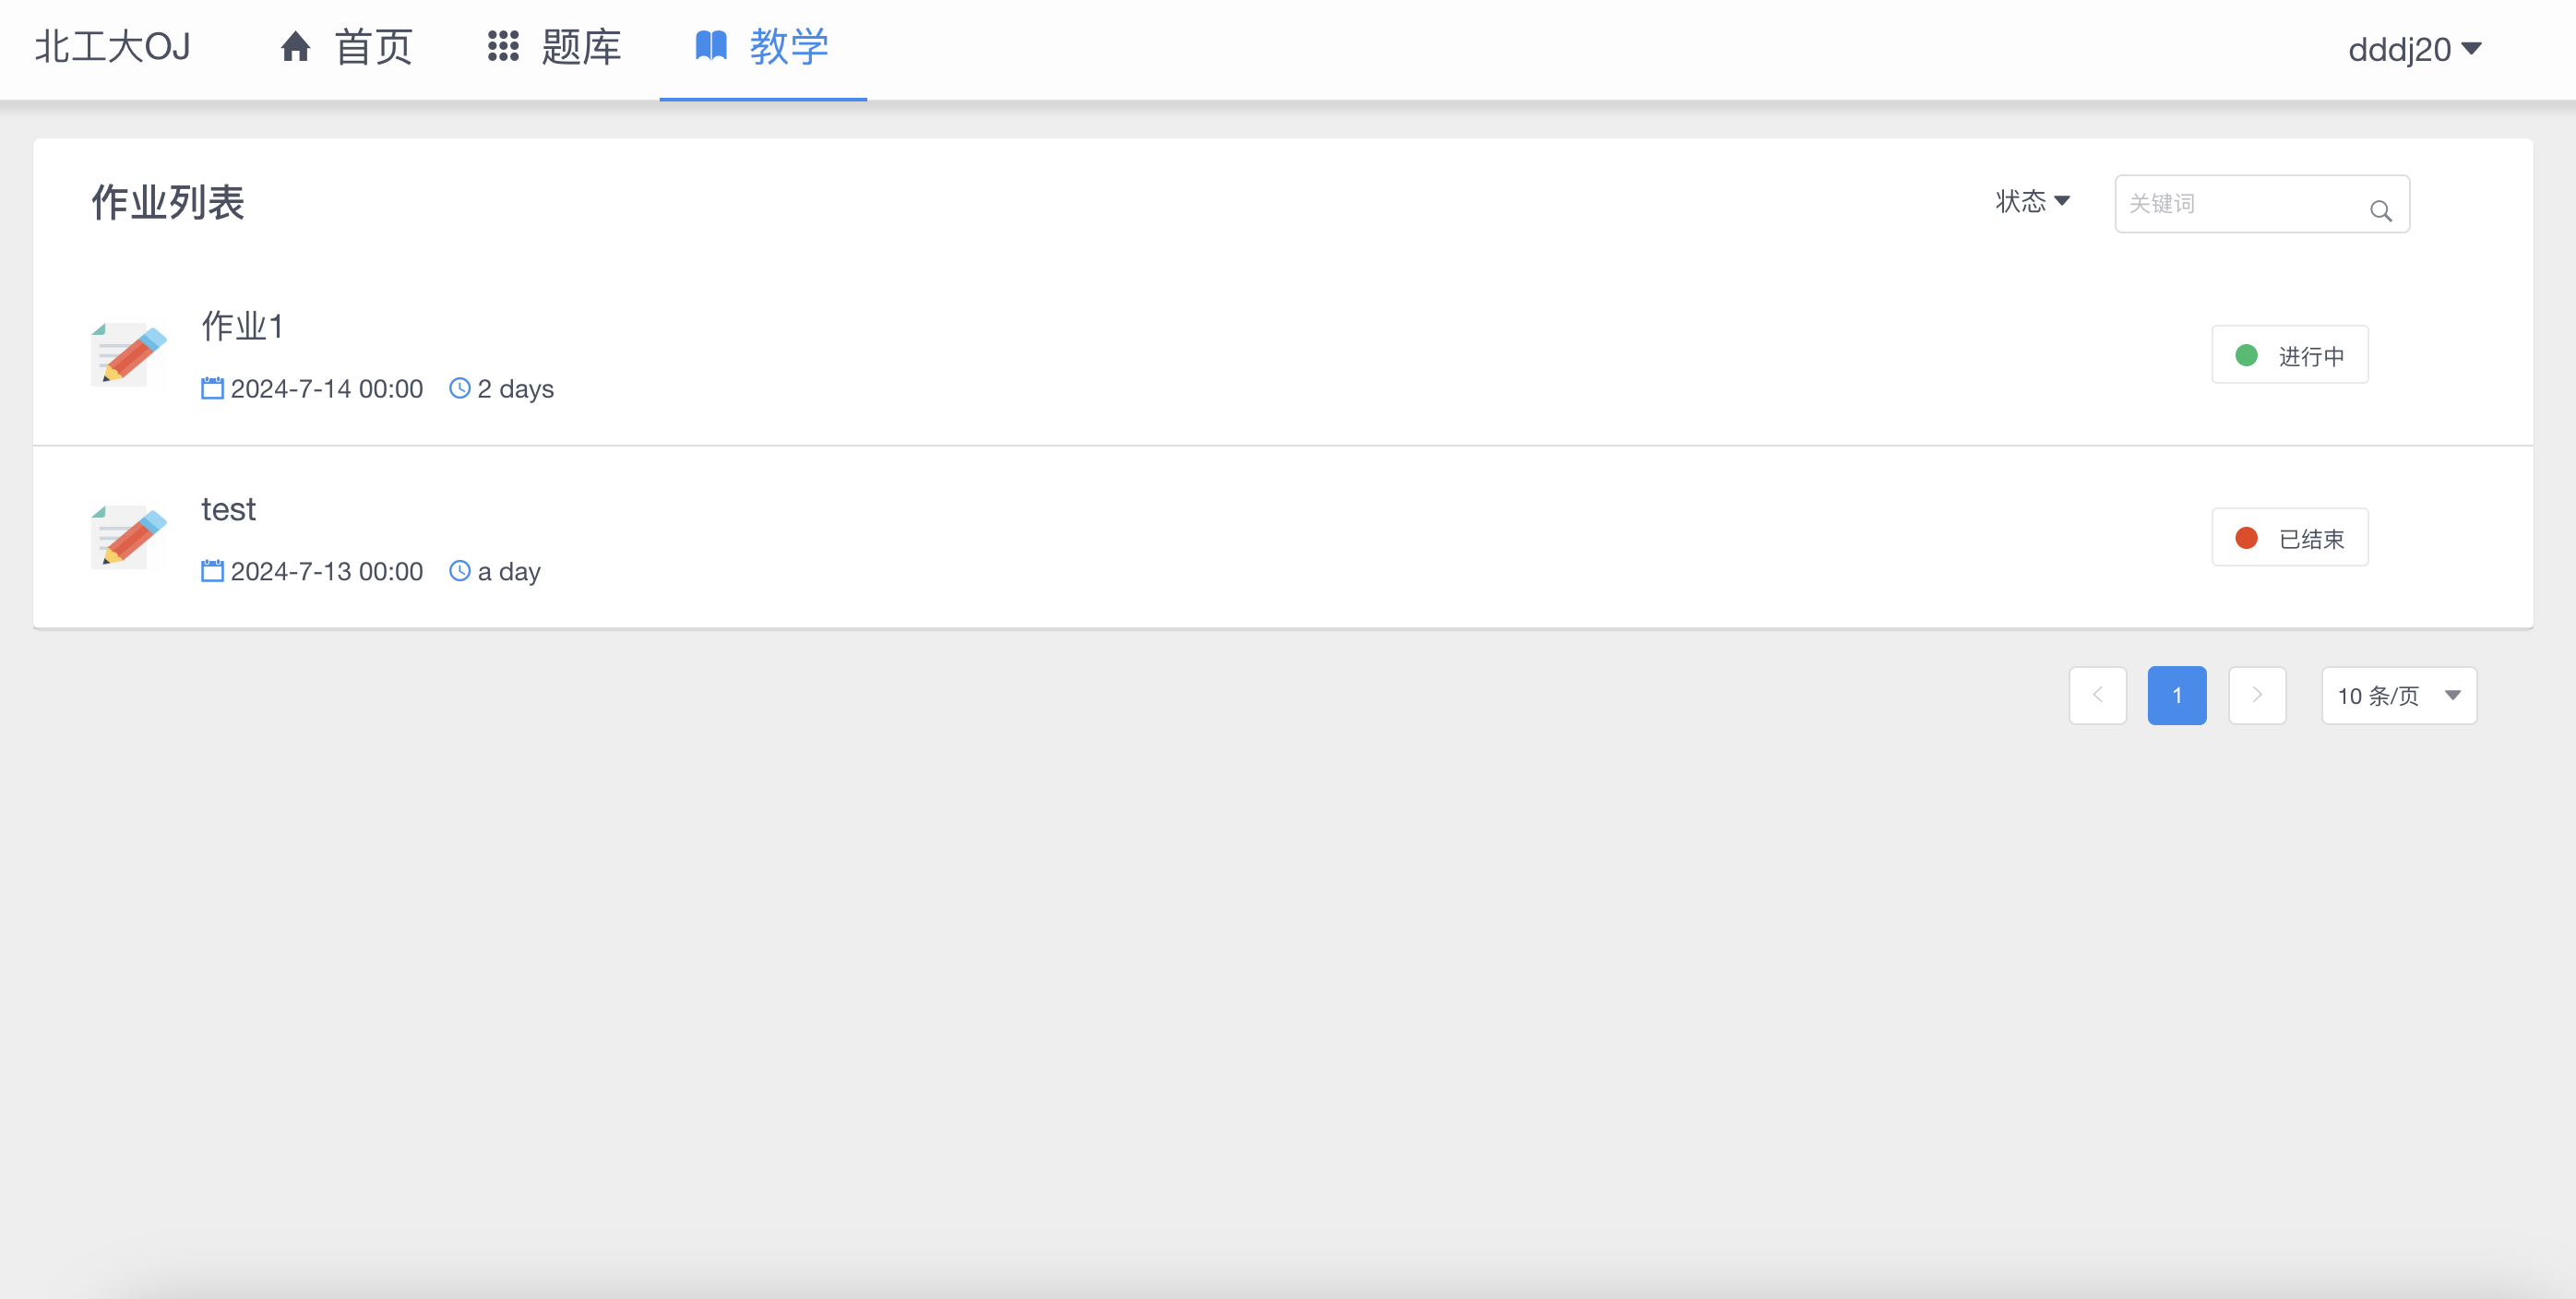 北工大OJ 首页 题库 教学 dddj20
作业列表 状态 关键词
作业1
2024-7-14 00:00 2 days 进行中
test
2024-7-13 00:00 a day 已结束
1 10 条/页